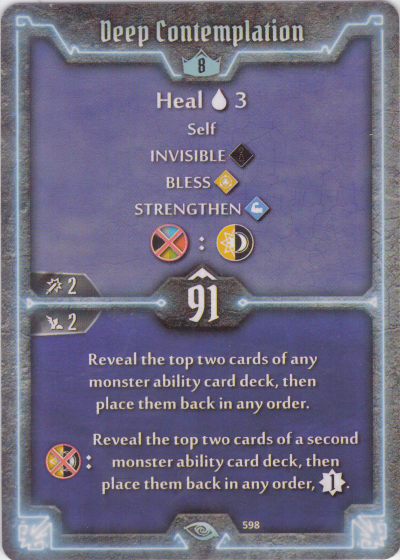 Deep Contemplation
8
Heal 3
Self
INVISIBLE
BLESS
STRENGTHEN
:
2
91
2
Reveal the top two cards of any
monster ability card deck, then
place them back in any order.
: Reveal the top two cards of a second
monster ability card deck, then
place them back in any order, 1.
598